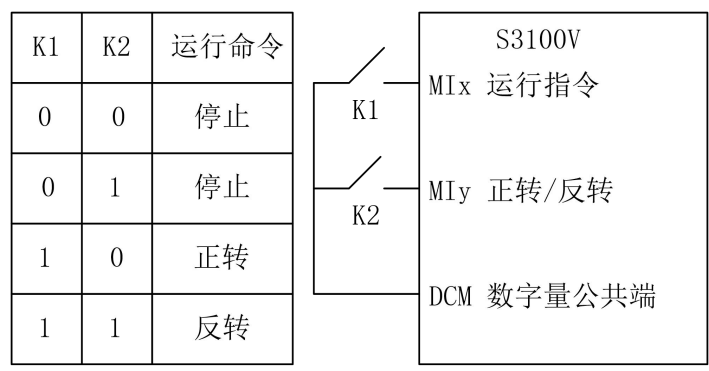 K1 K2 运行命令
0 0 停止
0 1 停止
1 0 正转
1 1 反转
S3100V
MIx 运行指令
K1
MIy 正转/反转
K2
DCM 数字量公共端